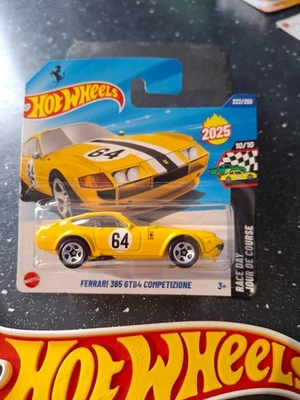 HOT WHEELS
222/250
2025
10/10
64
64
RACE DAY
JOUR DE COURSE
FERRARI 365 GTB4 COMPETIZIONE
3+
HOT WHEELS